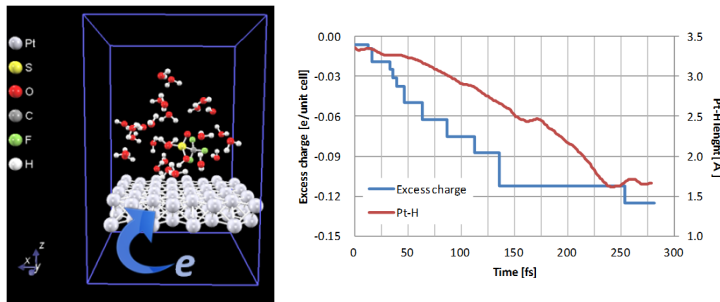 Pt
S
O
C
F
H
z
x
y
e
0.00
-0.03
-0.06
-0.09
-0.12
-0.15
Excess charge [e/unit cell]
3.5
3.0
2.5
2.0
1.5
1.0
Pt-H lenght[A]
Excess charge
Pt-H
0
50
100
150
200
250
300
Time [fs]